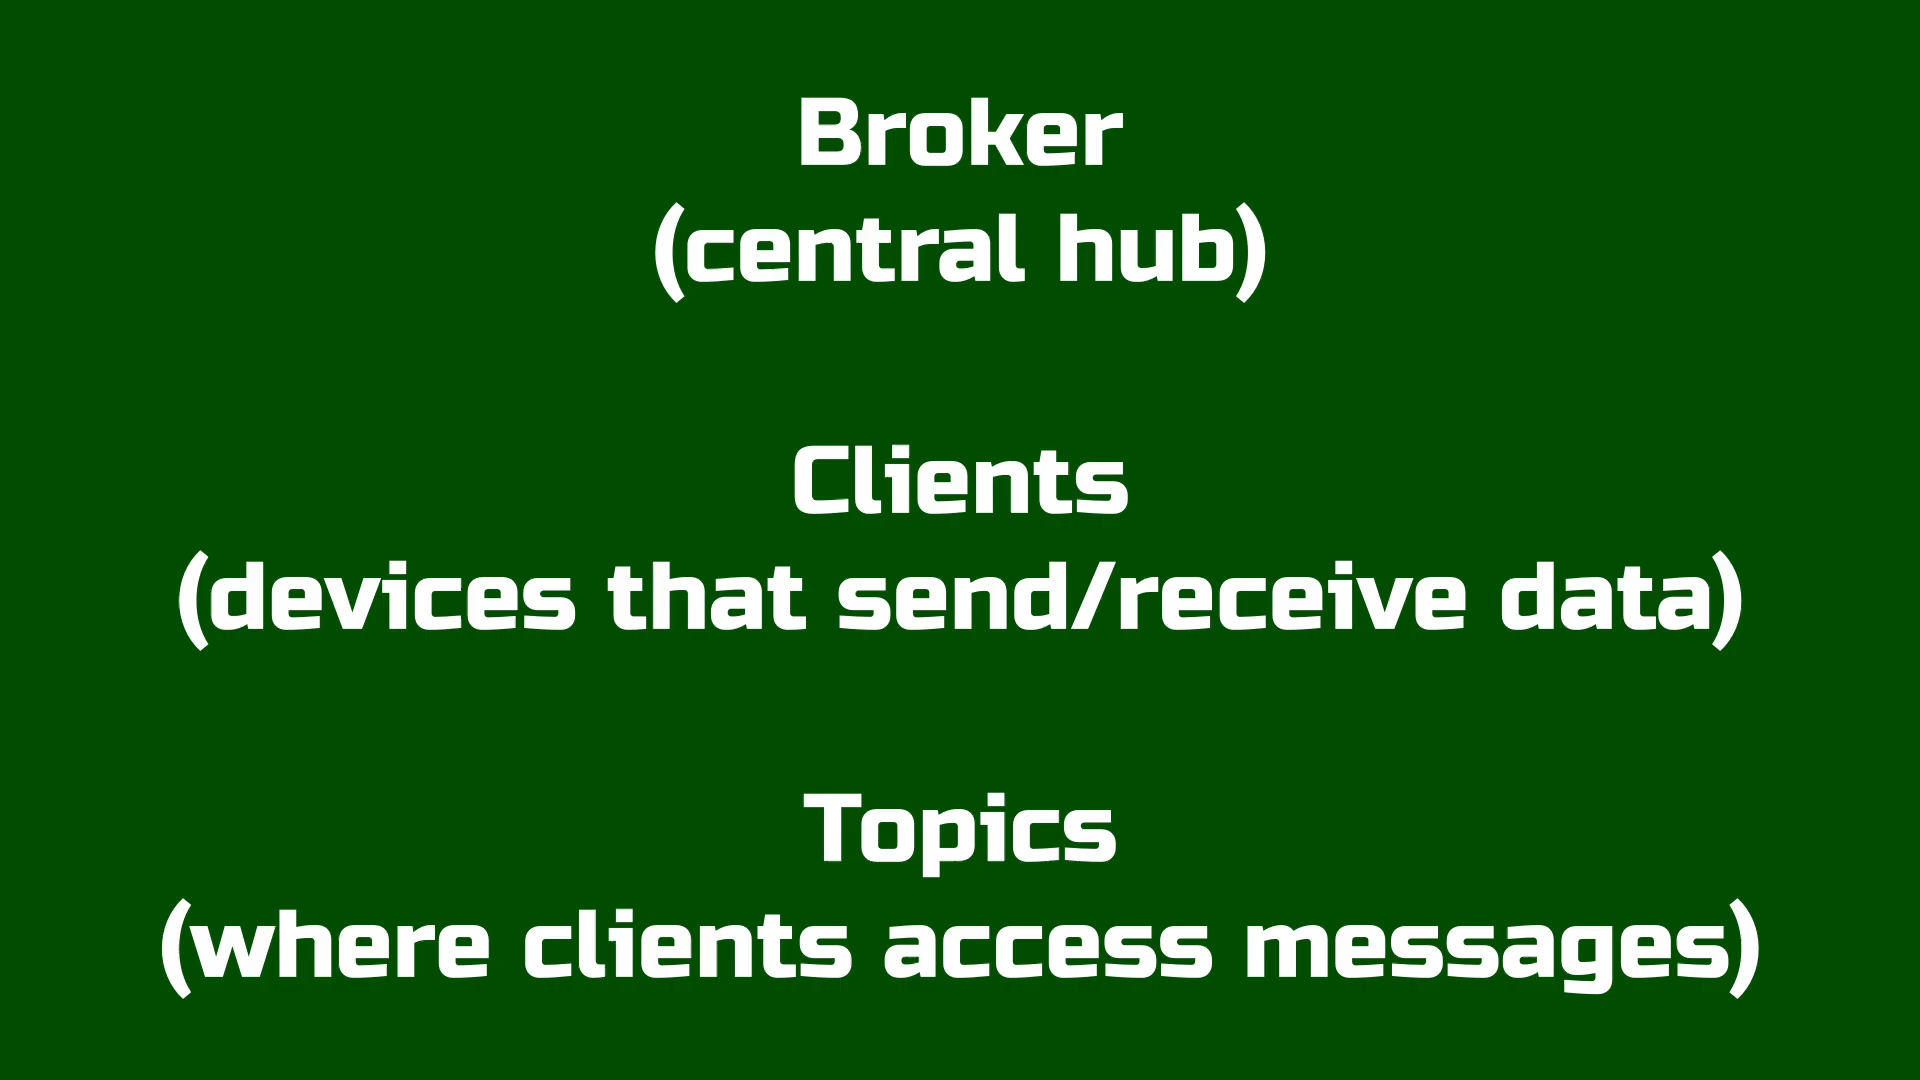 Broker
(central hub)
Clients
(devices that send/receive data)
Topics
(where clients access messages)